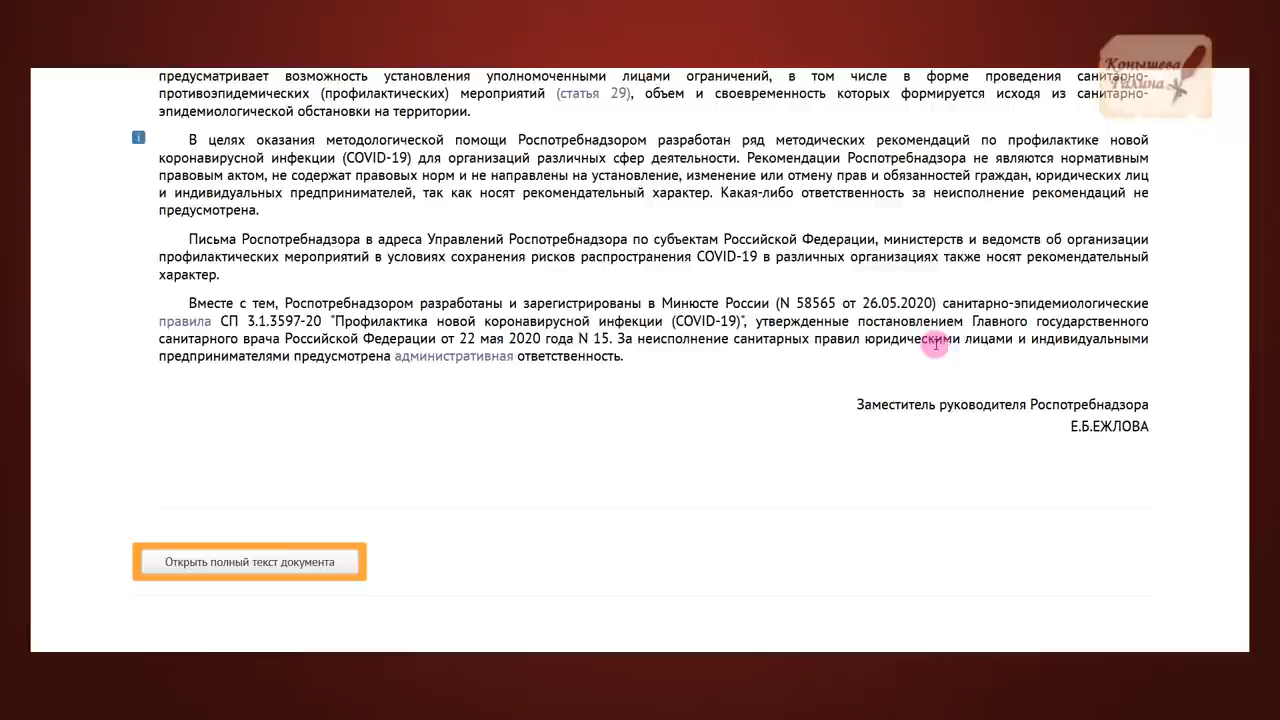 Конышева
Галина
предусматривает возможность установления уполномоченными лицами ограничений, в том числе в форме проведения санитарно-
противоэпидемических (профилактических) мероприятий (статья 29), объем и своевременность которых формируется исходя из санитарно-
эпидемиологической обстановки на территории.
В целях оказания методологической помощи Роспотребнадзором разработан ряд методических рекомендаций по профилактике новой
коронавирусной инфекции (COVID-19) для организаций различных сфер деятельности. Рекомендации Роспотребнадзора не являются нормативным
правовым актом, не содержат правовых норм и не направлены на установление, изменение или отмену прав и обязанностей граждан, юридических лиц
и индивидуальных предпринимателей, так как носят рекомендательный характер. Какая-либо ответственность за неисполнение рекомендаций не
предусмотрена.
Письма Роспотребнадзора в адреса Управлений Роспотребнадзора по субъектам Российской Федерации, министерств и ведомств об организации
профилактических мероприятий в условиях сохранения рисков распространения COVID-19 в различных организациях также носят рекомендательный
характер.
Вместе с тем, Роспотребнадзором разработаны и зарегистрированы в Минюсте России (N 58565 от 26.05.2020) санитарно-эпидемиологические
правила СП 3.1.3597-20 "Профилактика новой коронавирусной инфекции (COVID-19)", утвержденные постановлением Главного государственного
санитарного врача Российской Федерации от 22 мая 2020 года N 15. За неисполнение санитарных правил юридическими лицами и индивидуальными
предпринимателями предусмотрена административная ответственность.
Заместитель руководителя Роспотребнадзора
Е.Б.ЕЖЛОВА
Открыть полный текст документа